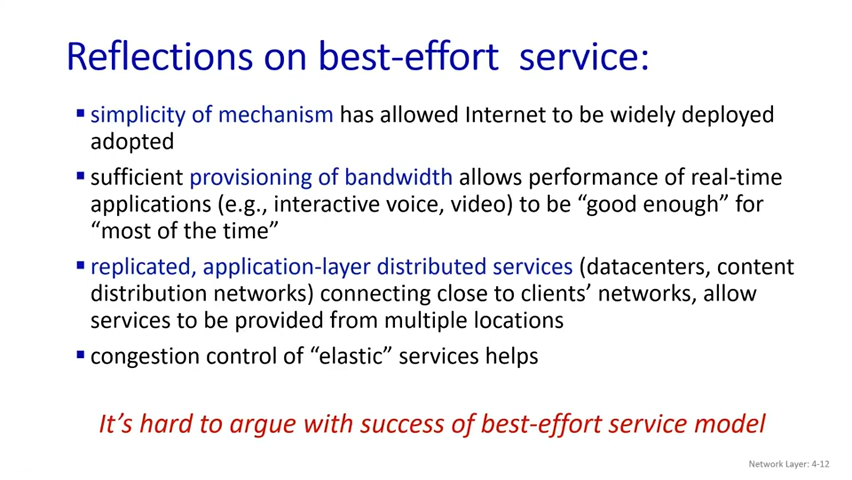 Reflections on best-effort service:
▪ simplicity of mechanism has allowed Internet to be widely deployed
adopted
▪ sufficient provisioning of bandwidth allows performance of real-time
applications (e.g., interactive voice, video) to be “good enough” for
“most of the time”
▪ replicated, application-layer distributed services (datacenters, content
distribution networks) connecting close to clients’ networks, allow
services to be provided from multiple locations
▪ congestion control of “elastic” services helps
It’s hard to argue with success of best-effort service model
Network Layer: 4-12